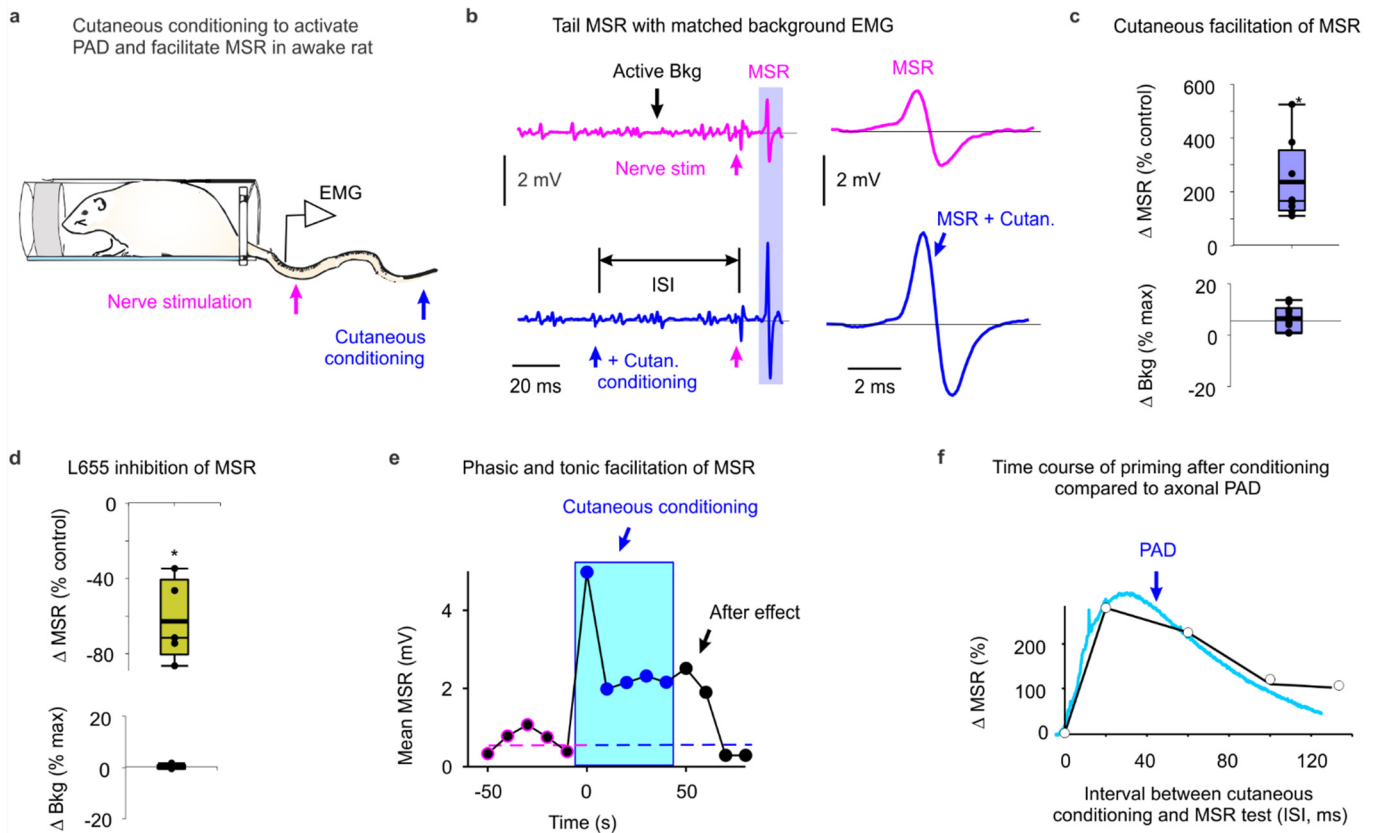 a
Cutaneous conditioning to activate
PAD and facilitate MSR in awake rat
EMG
Nerve stimulation
Cutaneous
conditioning
b
Tail MSR with matched background EMG
Active Bkg
MSR
MSR
Nerve stim
2 mV
2 mV
MSR + Cutan.
ISI
+ Cutan.
conditioning
20 ms
2 ms
c
Cutaneous facilitation of MSR
Δ MSR (% control)
600
400
200
0
*
Δ Bkg (% max)
20
0
-20
d
L655 inhibition of MSR
Δ MSR (% control)
0
-40
-80
*
Δ Bkg (% max)
20
0
-20
e
Phasic and tonic facilitation of MSR
Cutaneous conditioning
After effect
Mean MSR (mV)
4
2
0
-50
0
50
Time (s)
f
Time course of priming after conditioning
compared to axonal PAD
PAD
Δ MSR (%)
200
100
0
0
40
80
120
Interval between cutaneous
conditioning and MSR test (ISI, ms)